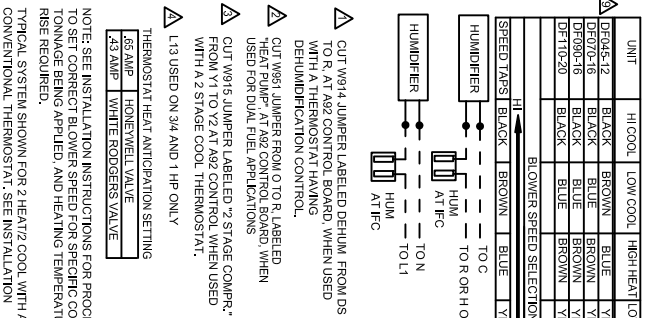 UNIT HI COOL LOW COOL HIGH HEAT LO
9 DF045-12 BLACK BROWN BLUE Y
DF070-16 BLACK BLUE BROWN Y
DF090-16 BLACK BLUE BROWN Y
DF110-20 BLACK BLUE BROWN Y
BLOWER SPEED SELECTION
HI
SPEED TAPS BLACK BROWN BLUE Y
TO C
HUMIDIFIER TO R OR H O
HUM
AT IFC
TO N
HUMIDIFIER TO L1
HUM
AT IFC
1 CUT W914 JUMPER LABELED DEHUM FROM DS
TO R, AT A92 CONTROL BOARD, WHEN USED
WITH A THERMOSTAT HAVING
DEHUMIDIFICATION CONTROL.
2 CUT W951 JUMPER FROM O TO R, LABELED
"HEAT PUMP", AT A92 CONTROL BOARD, WHEN
USED FOR DUAL FUEL APPLICATIONS
3 CUT W915 JUMPER LABELED "2 STAGE COMPR."
FROM Y1 TO Y2 AT A92 CONTROL WHEN USED
WITH A 2 STAGE COOL THERMOSTAT.
4 L13 USED ON 3/4 AND 1 HP ONLY
THERMOSTAT HEAT ANTICIPATION SETTING
.65 AMP HONEYWELL VALVE
.43 AMP WHITE RODGERS VALVE
NOTE: SEE INSTALLATION INSTRUCTIONS FOR PROC
TO SET CORRECT BLOWER SPEED FOR SPECIFIC CO
TONNAGE BEING APPLIED, AND HEATING TEMPERAT
RISE REQUIRED.
TYPICAL SYSTEM SHOWN FOR 2 HEAT/2 COOL WITH A
CONVENTIONAL THERMOSTAT. SEE INSTALLATION